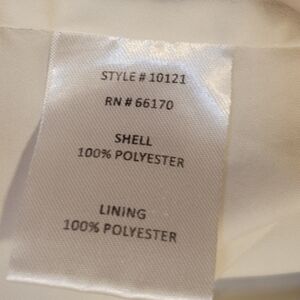 STYLE # 10121
RN # 66170
SHELL
100% POLYESTER
LINING
100% POLYESTER